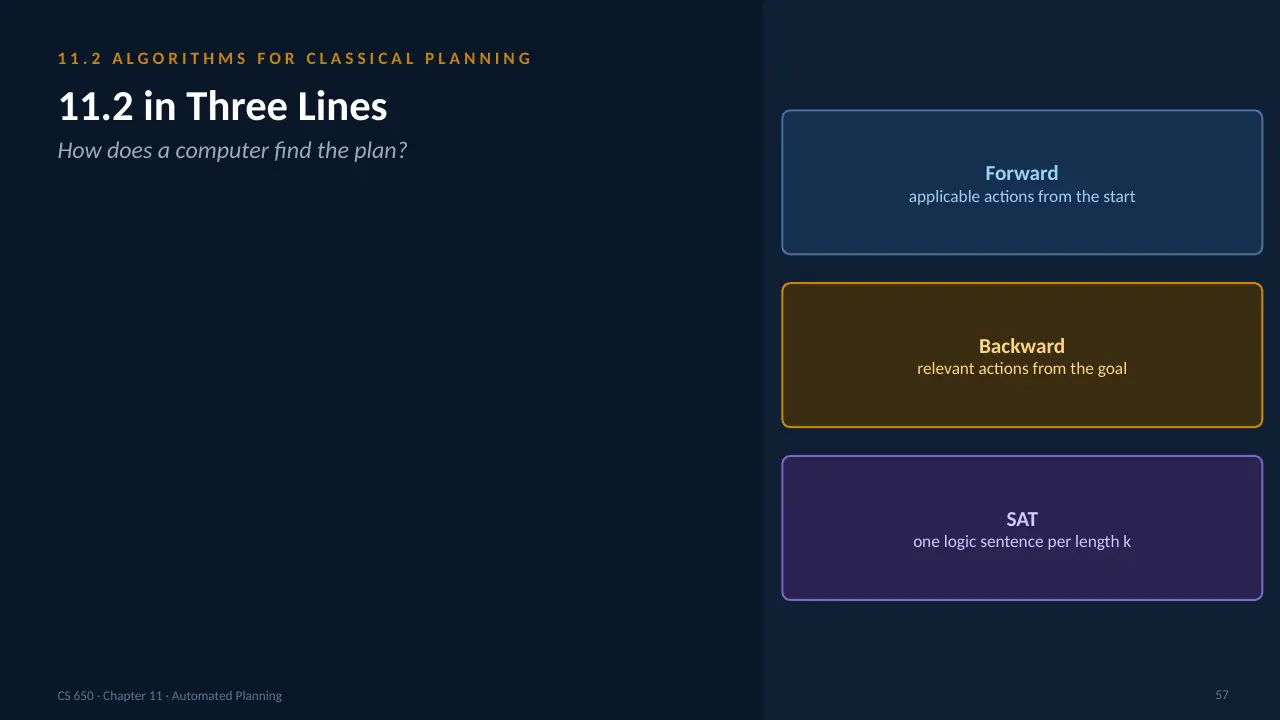 11.2 ALGORITHMS FOR CLASSICAL PLANNING
11.2 in Three Lines
How does a computer find the plan?
Forward
applicable actions from the start
Backward
relevant actions from the goal
SAT
one logic sentence per length k
CS 650 · Chapter 11 · Automated Planning
57